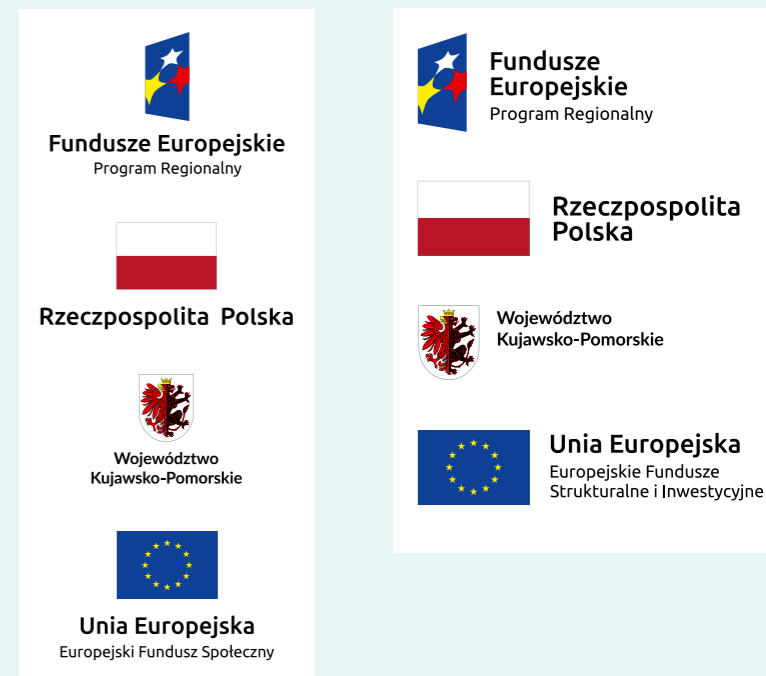 Fundusze Europejskie
Program Regionalny
Rzeczpospolita Polska
Województwo
Kujawsko-Pomorskie
Unia Europejska
Europejski Fundusz Społeczny
Fundusze
Europejskie
Program Regionalny
Rzeczpospolita
Polska
Województwo
Kujawsko-Pomorskie
Unia Europejska
Europejskie Fundusze
Strukturalne i Inwestycyjne